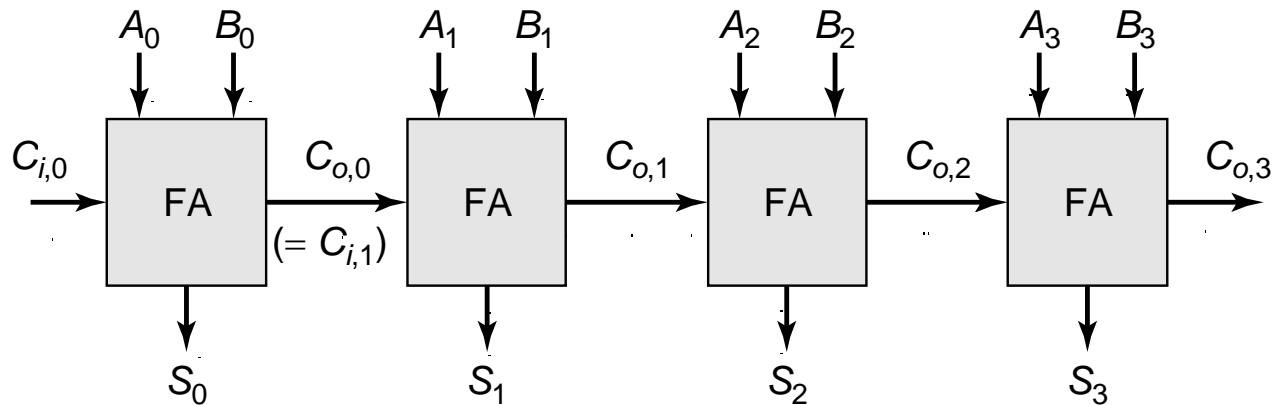 A0 B0 A1 B1 A2 B2 A3 B3
Ci,0 FA Co,0 FA Co,1 FA Co,2 FA Co,3
(= Ci,1)
S0 S1 S2 S3